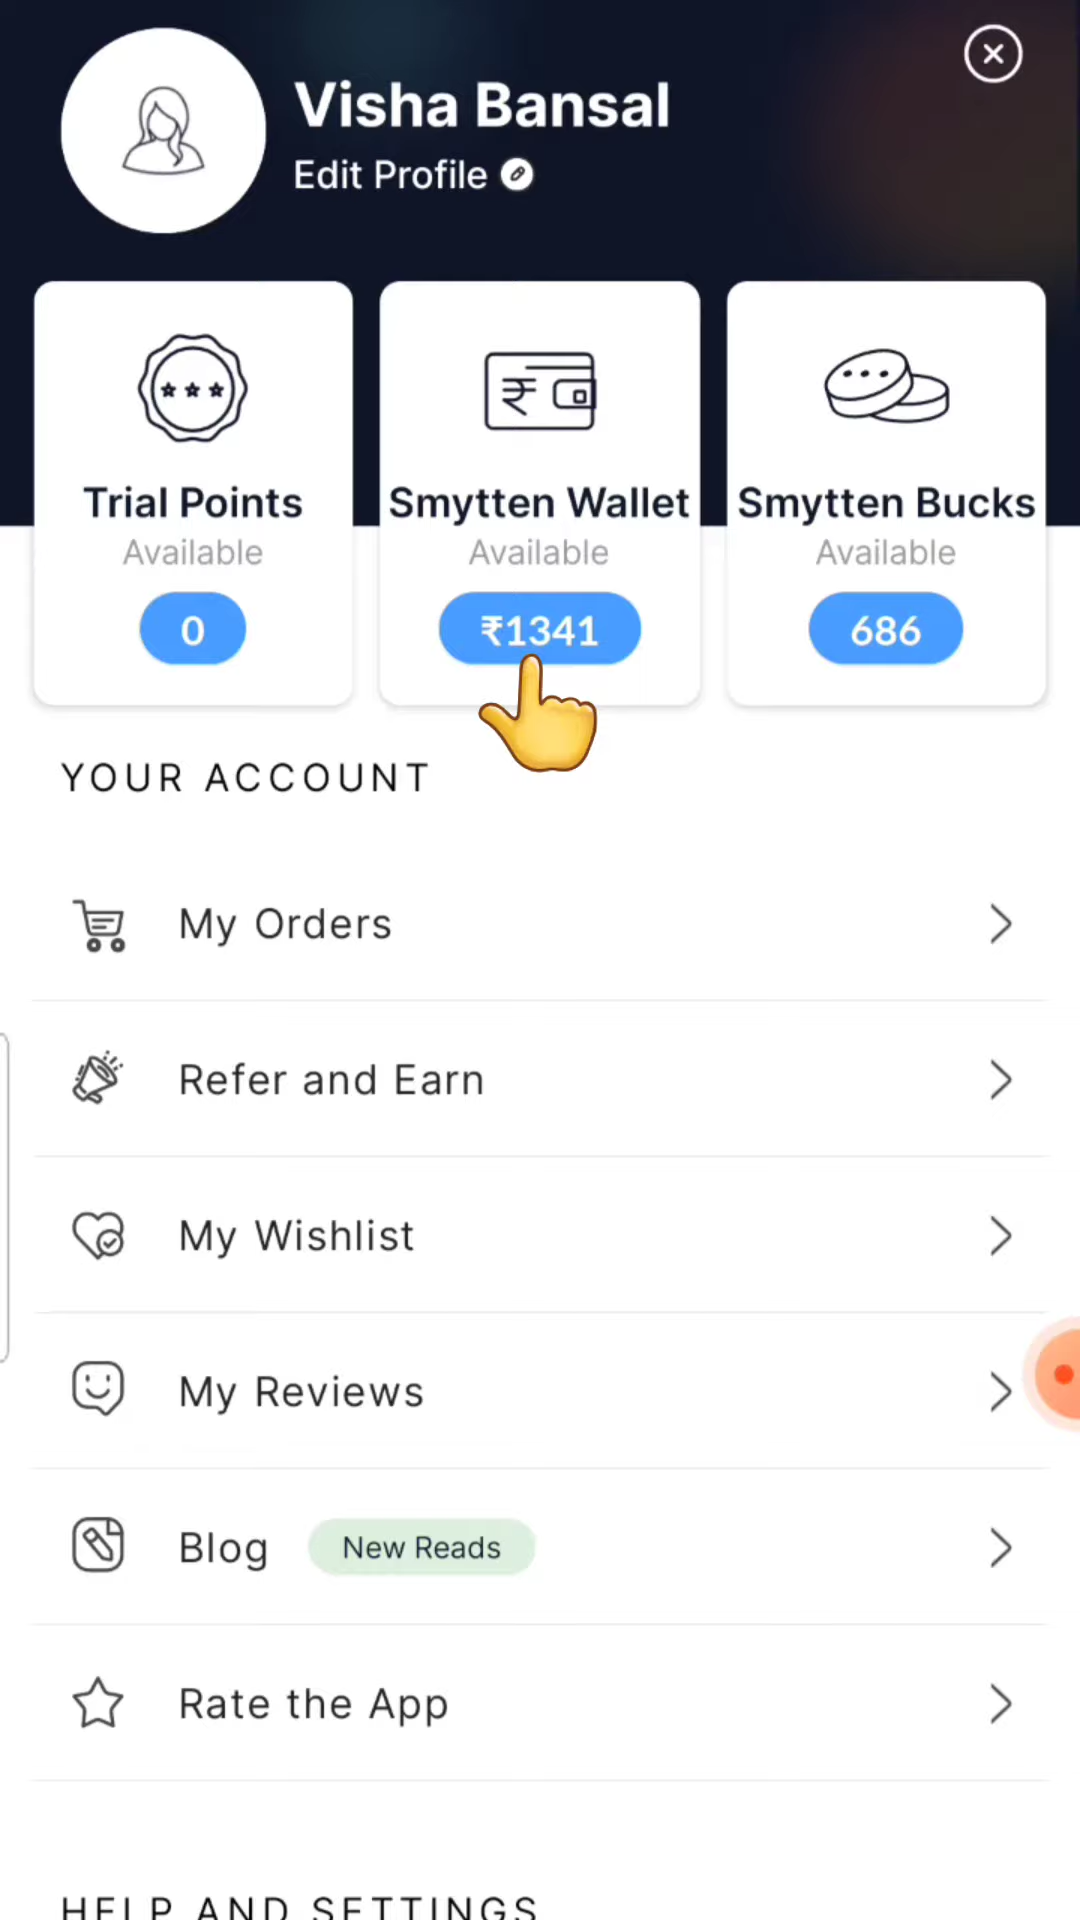 Visha Bansal
Edit Profile
Trial Points
Available
0
Smytten Wallet
Available
₹1341
Smytten Bucks
Available
686
YOUR ACCOUNT
My Orders
Refer and Earn
My Wishlist
My Reviews
Blog New Reads
Rate the App
HELP AND SETTINGS